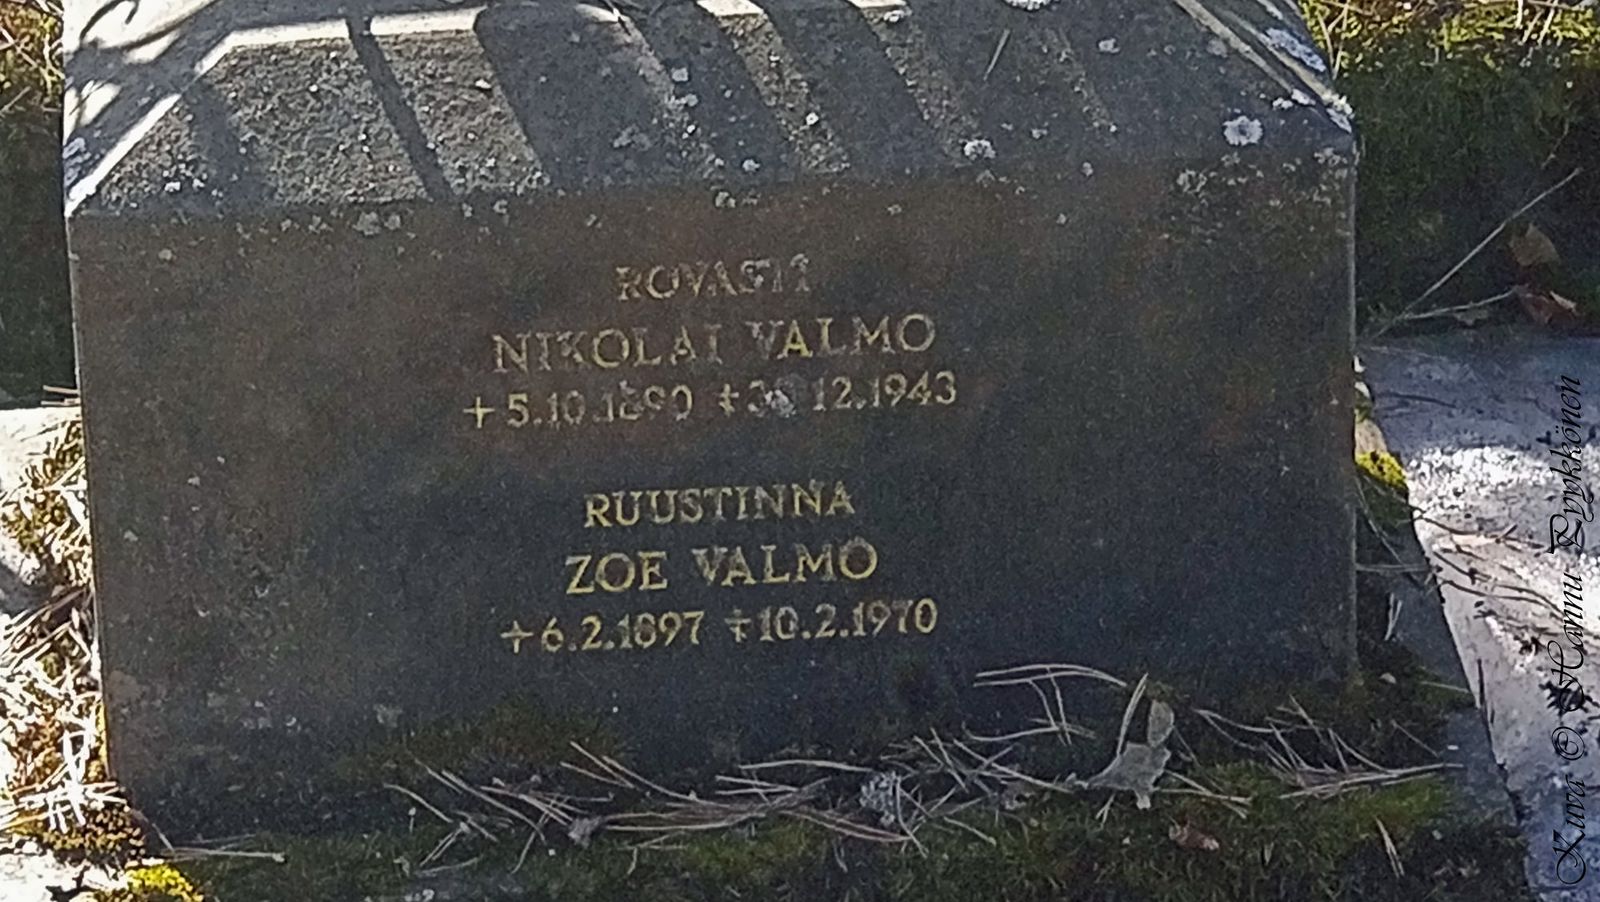 ROVASTI
NIKOLAI VALMO
+ 5.10.1890 ‡ 12.1943
RUUSTINNA
ZOE VALMO
+ 6.2.1897 ‡ 10.2.1970
Kuva © Hannu Pyykkönen